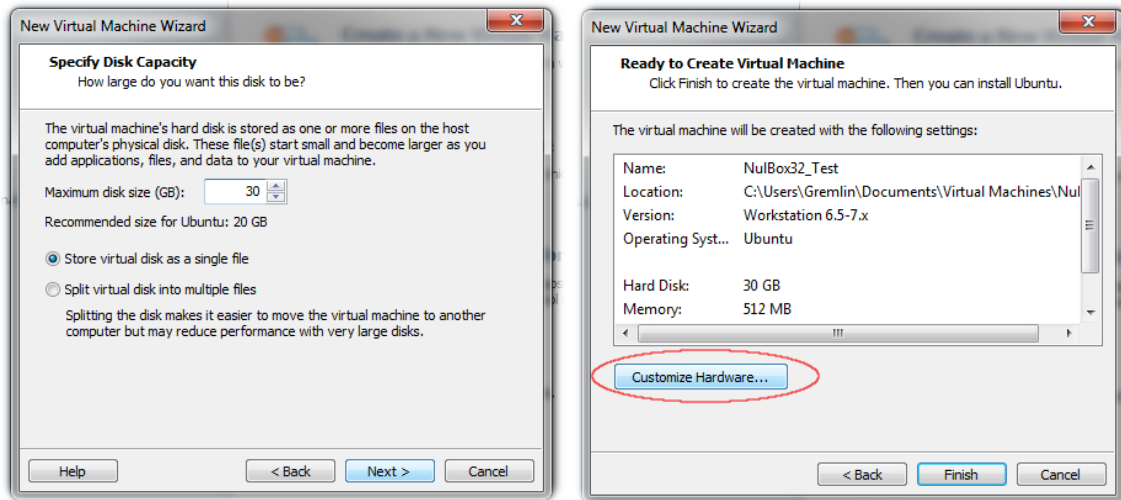 New Virtual Machine Wizard
Specify Disk Capacity
How large do you want this disk to be?
The virtual machine's hard disk is stored as one or more files on the host
computer's physical disk. These file(s) start small and become larger as you
add applications, files, and data to your virtual machine.
Maximum disk size (GB): 30
Recommended size for Ubuntu: 20 GB
Store virtual disk as a single file
Split virtual disk into multiple files
Splitting the disk makes it easier to move the virtual machine to another
computer but may reduce performance with very large disks.
Help < Back Next > Cancel
New Virtual Machine Wizard
Ready to Create Virtual Machine
Click Finish to create the virtual machine. Then you can install Ubuntu.
The virtual machine will be created with the following settings:
Name: NulBox32_Test
Location: C:\Users\Gremlin\Documents\Virtual Machines\Nul
Version: Workstation 6.5-7.x
Operating Syst... Ubuntu
Hard Disk: 30 GB
Memory: 512 MB
Customize Hardware...
< Back Finish Cancel